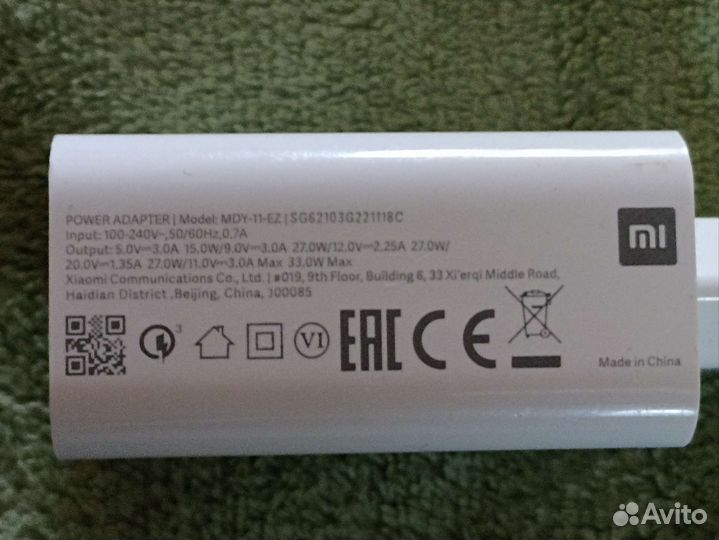 POWER ADAPTER | Model: MDY-11-EZ | SG62103G221118C
Input: 100-240V~,50/60Hz,0.7A
Output: 5.0V⎓3.0A 15.0W/9.0V⎓3.0A 27.0W/12.0V⎓2.25A 27.0W/
20.0V⎓1.35A 27.0W/11.0V⎓3.0A Max 33.0W Max
Xiaomi Communications Co., Ltd. | #019, 9th Floor, Building 6, 33 Xi'erqi Middle Road,
Haidian District ,Beijing, China, 100085
mi
3
VI
EAC CE
Made in China
Avito